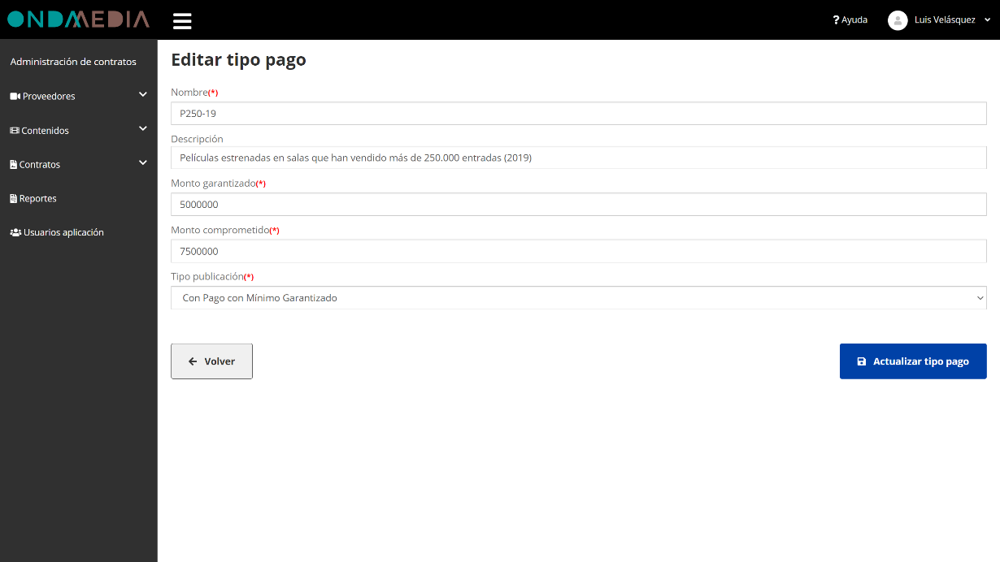 ONDAMEDIA
Ayuda
Luis Velásquez
Administración de contratos
Proveedores
Contenidos
Contratos
Reportes
Usuarios aplicación
Editar tipo pago
Nombre(*)
P250-19
Descripción
Películas estrenadas en salas que han vendido más de 250.000 entradas (2019)
Monto garantizado(*)
5000000
Monto comprometido(*)
7500000
Tipo publicación(*)
Con Pago con Mínimo Garantizado
Volver
Actualizar tipo pago